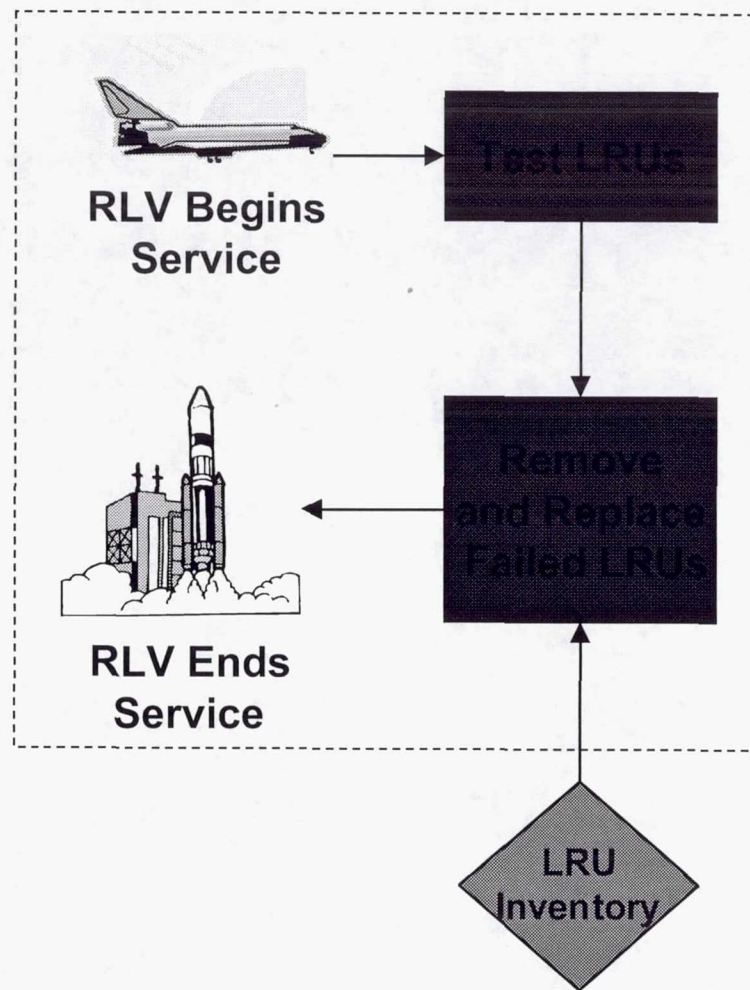 RLV Begins
Service
Test LRUs
Remove
and Replace
Failed LRUs
RLV Ends
Service
LRU
Inventory